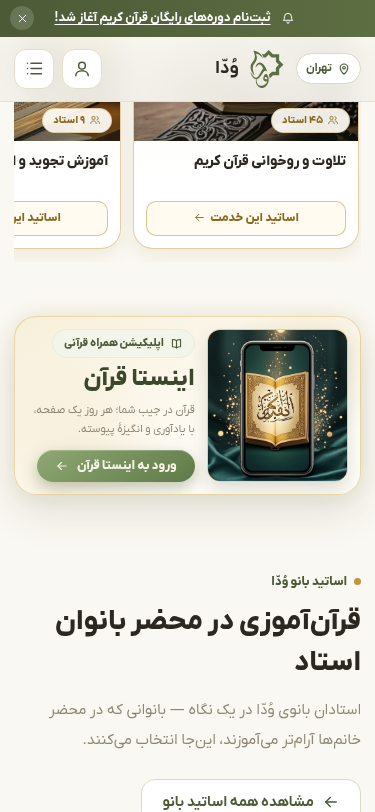 ثبت‌نام دوره‌های رایگان قرآن کریم آغاز شد!
تهران
وُدّا
۴۵ استاد
۹ استاد
تلاوت و روخوانی قرآن کریم
آموزش تجوید و ا
اساتید این خدمت
اساتید این
اپلیکیشن همراه قرآنی
اینستا قرآن
قرآن در جیب شما؛ هر روز یک صفحه،
با یادآوری و انگیزهٔ پیوسته.
ورود به اینستا قرآن
اساتید بانو وُدّا
قرآن‌آموزی در محضر بانوان
استاد
استادان بانوی وُدّا در یک نگاه — بانوانی که در محضر
خانم‌ها آرام‌تر می‌آموزند، این‌جا انتخاب می‌کنند.
مشاهده همه اساتید بانو